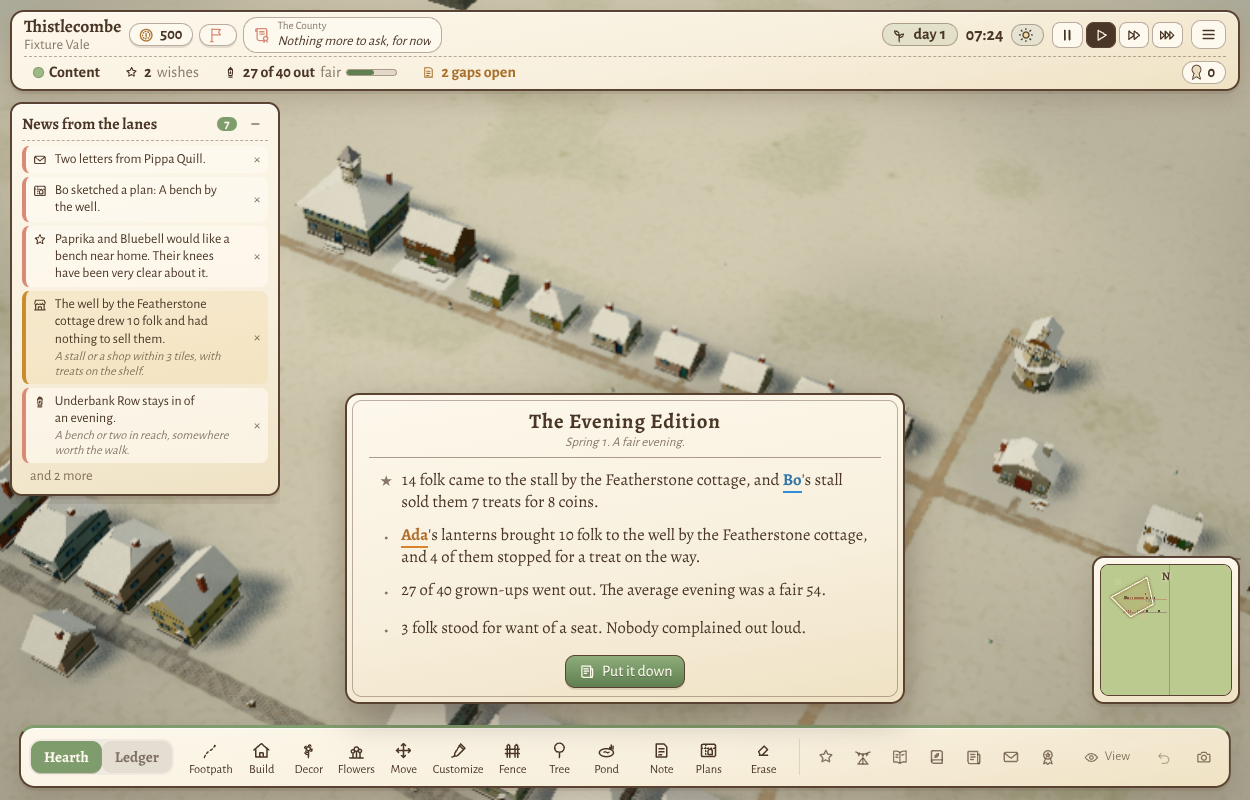 Thistlecombe
Fixture Vale
500
The County
Nothing more to ask, for now
day 1
07:24
Content
2 wishes
27 of 40 out fair
2 gaps open
0
News from the lanes
7
Two letters from Pippa Quill.
Bo sketched a plan: A bench by
the well.
Paprika and Bluebell would like a
bench near home. Their knees
have been very clear about it.
The well by the Featherstone
cottage drew 10 folk and had
nothing to sell them.
A stall or a shop within 3 tiles, with
treats on the shelf.
Underbank Row stays in of
an evening.
A bench or two in reach, somewhere
worth the walk.
and 2 more
The Evening Edition
Spring 1. A fair evening.
14 folk came to the stall by the Featherstone cottage, and Bo's stall
sold them 7 treats for 8 coins.
Ada's lanterns brought 10 folk to the well by the Featherstone cottage,
and 4 of them stopped for a treat on the way.
27 of 40 grown-ups went out. The average evening was a fair 54.
3 folk stood for want of a seat. Nobody complained out loud.
Put it down
N
Hearth
Ledger
Footpath
Build
Decor
Flowers
Move
Customize
Fence
Tree
Pond
Note
Plans
Erase
View